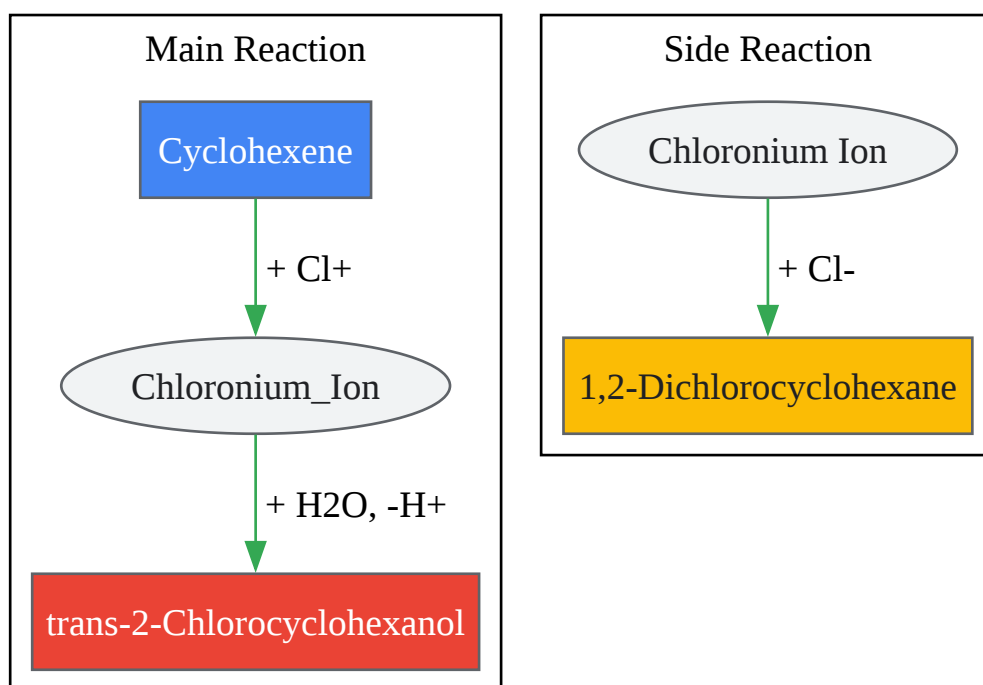 Main Reaction
Cyclohexene
+ Cl+
Chloronium_Ion
+ H2O, -H+
trans-2-Chlorocyclohexanol
Side Reaction
Chloronium Ion
+ Cl-
1,2-Dichlorocyclohexane